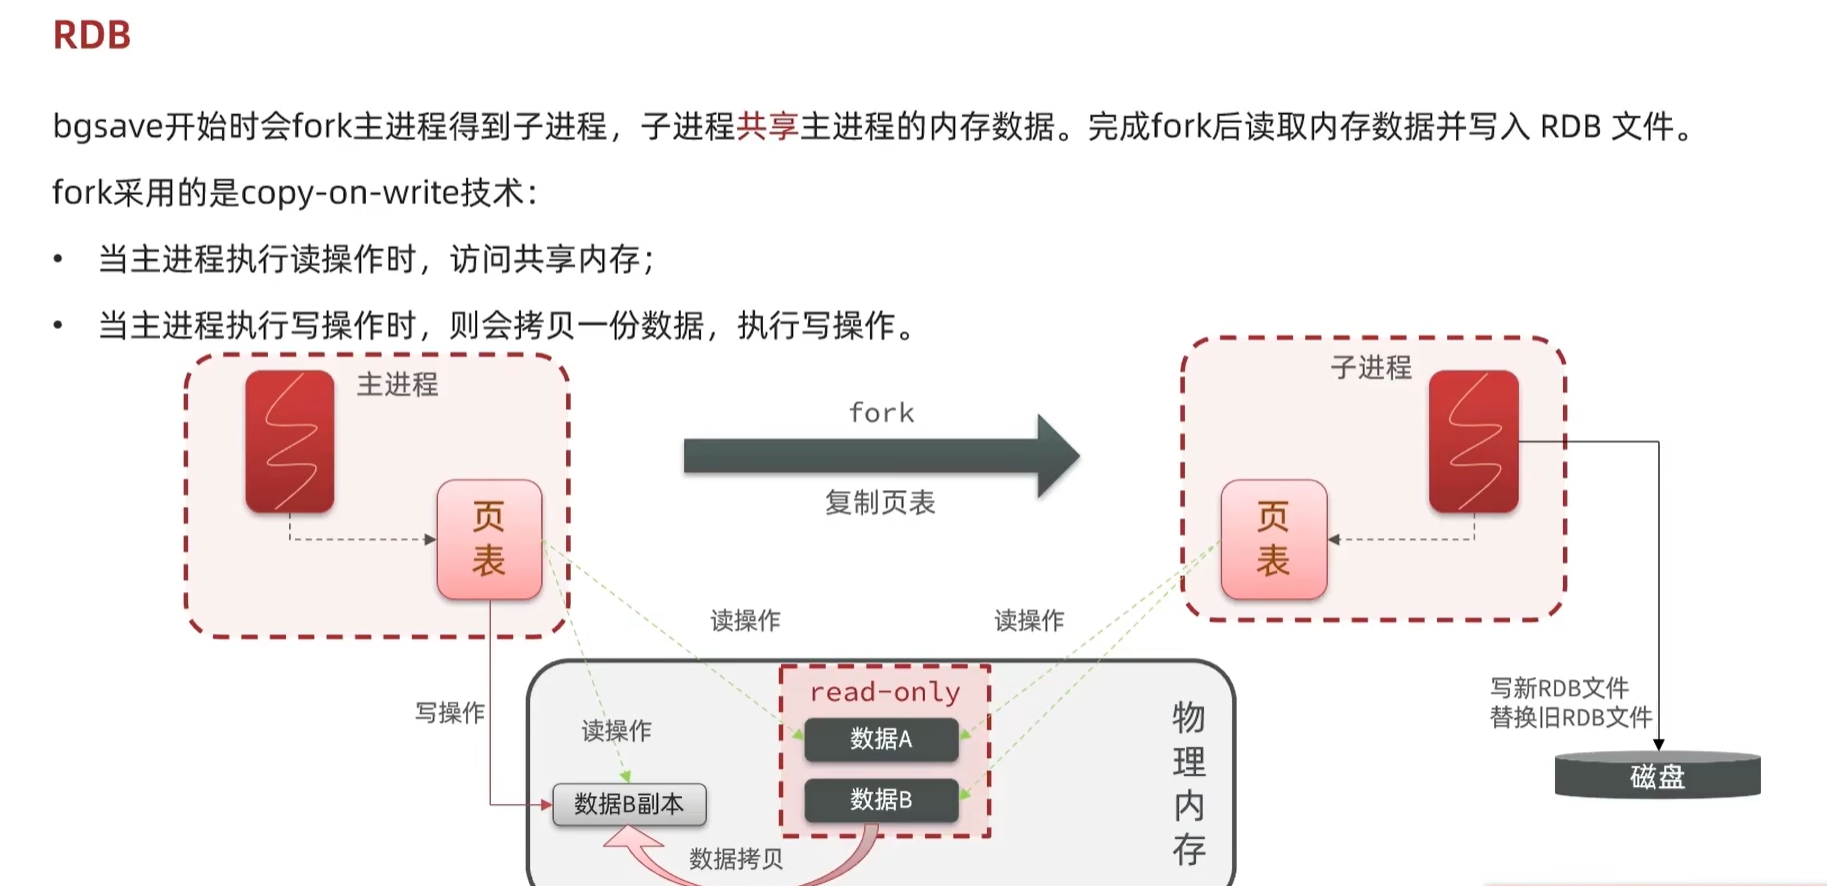 RDB
bgsave开始时会fork主进程得到子进程，子进程共享主进程的内存数据。完成fork后读取内存数据并写入 RDB 文件。
fork采用的是copy-on-write技术：
• 当主进程执行读操作时，访问共享内存；
• 当主进程执行写操作时，则会拷贝一份数据，执行写操作。
主进程
页
表
fork
复制页表
子进程
页
表
读操作
读操作
写操作
读操作
read-only
数据A
数据B
数据B副本
数据拷贝
物
理
内
存
写新RDB文件
替换旧RDB文件
磁盘